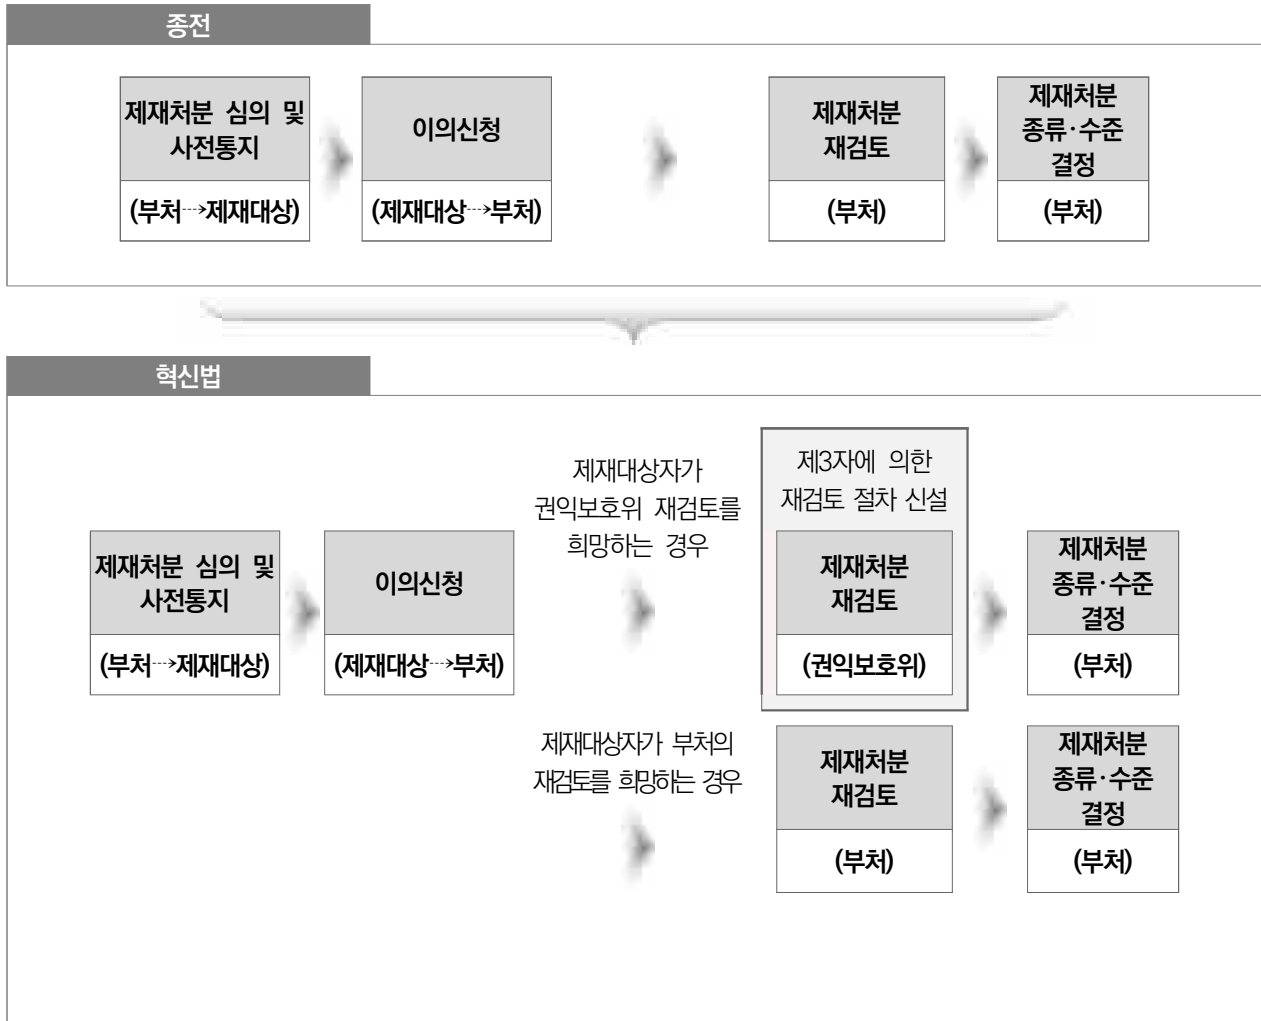 종전
제재처분 심의 및
사전통지
(부처→제재대상)
이의신청
(제재대상→부처)
제재처분
재검토
(부처)
제재처분
종류·수준
결정
(부처)
혁신법
제재처분 심의 및
사전통지
(부처→제재대상)
이의신청
(제재대상→부처)
제재대상자가
권익보호위 재검토를
희망하는 경우
제3자에 의한
재검토 절차 신설
제재처분
재검토
(권익보호위)
제재처분
종류·수준
결정
(부처)
제재대상자가 부처의
재검토를 희망하는 경우
제재처분
재검토
(부처)
제재처분
종류·수준
결정
(부처)